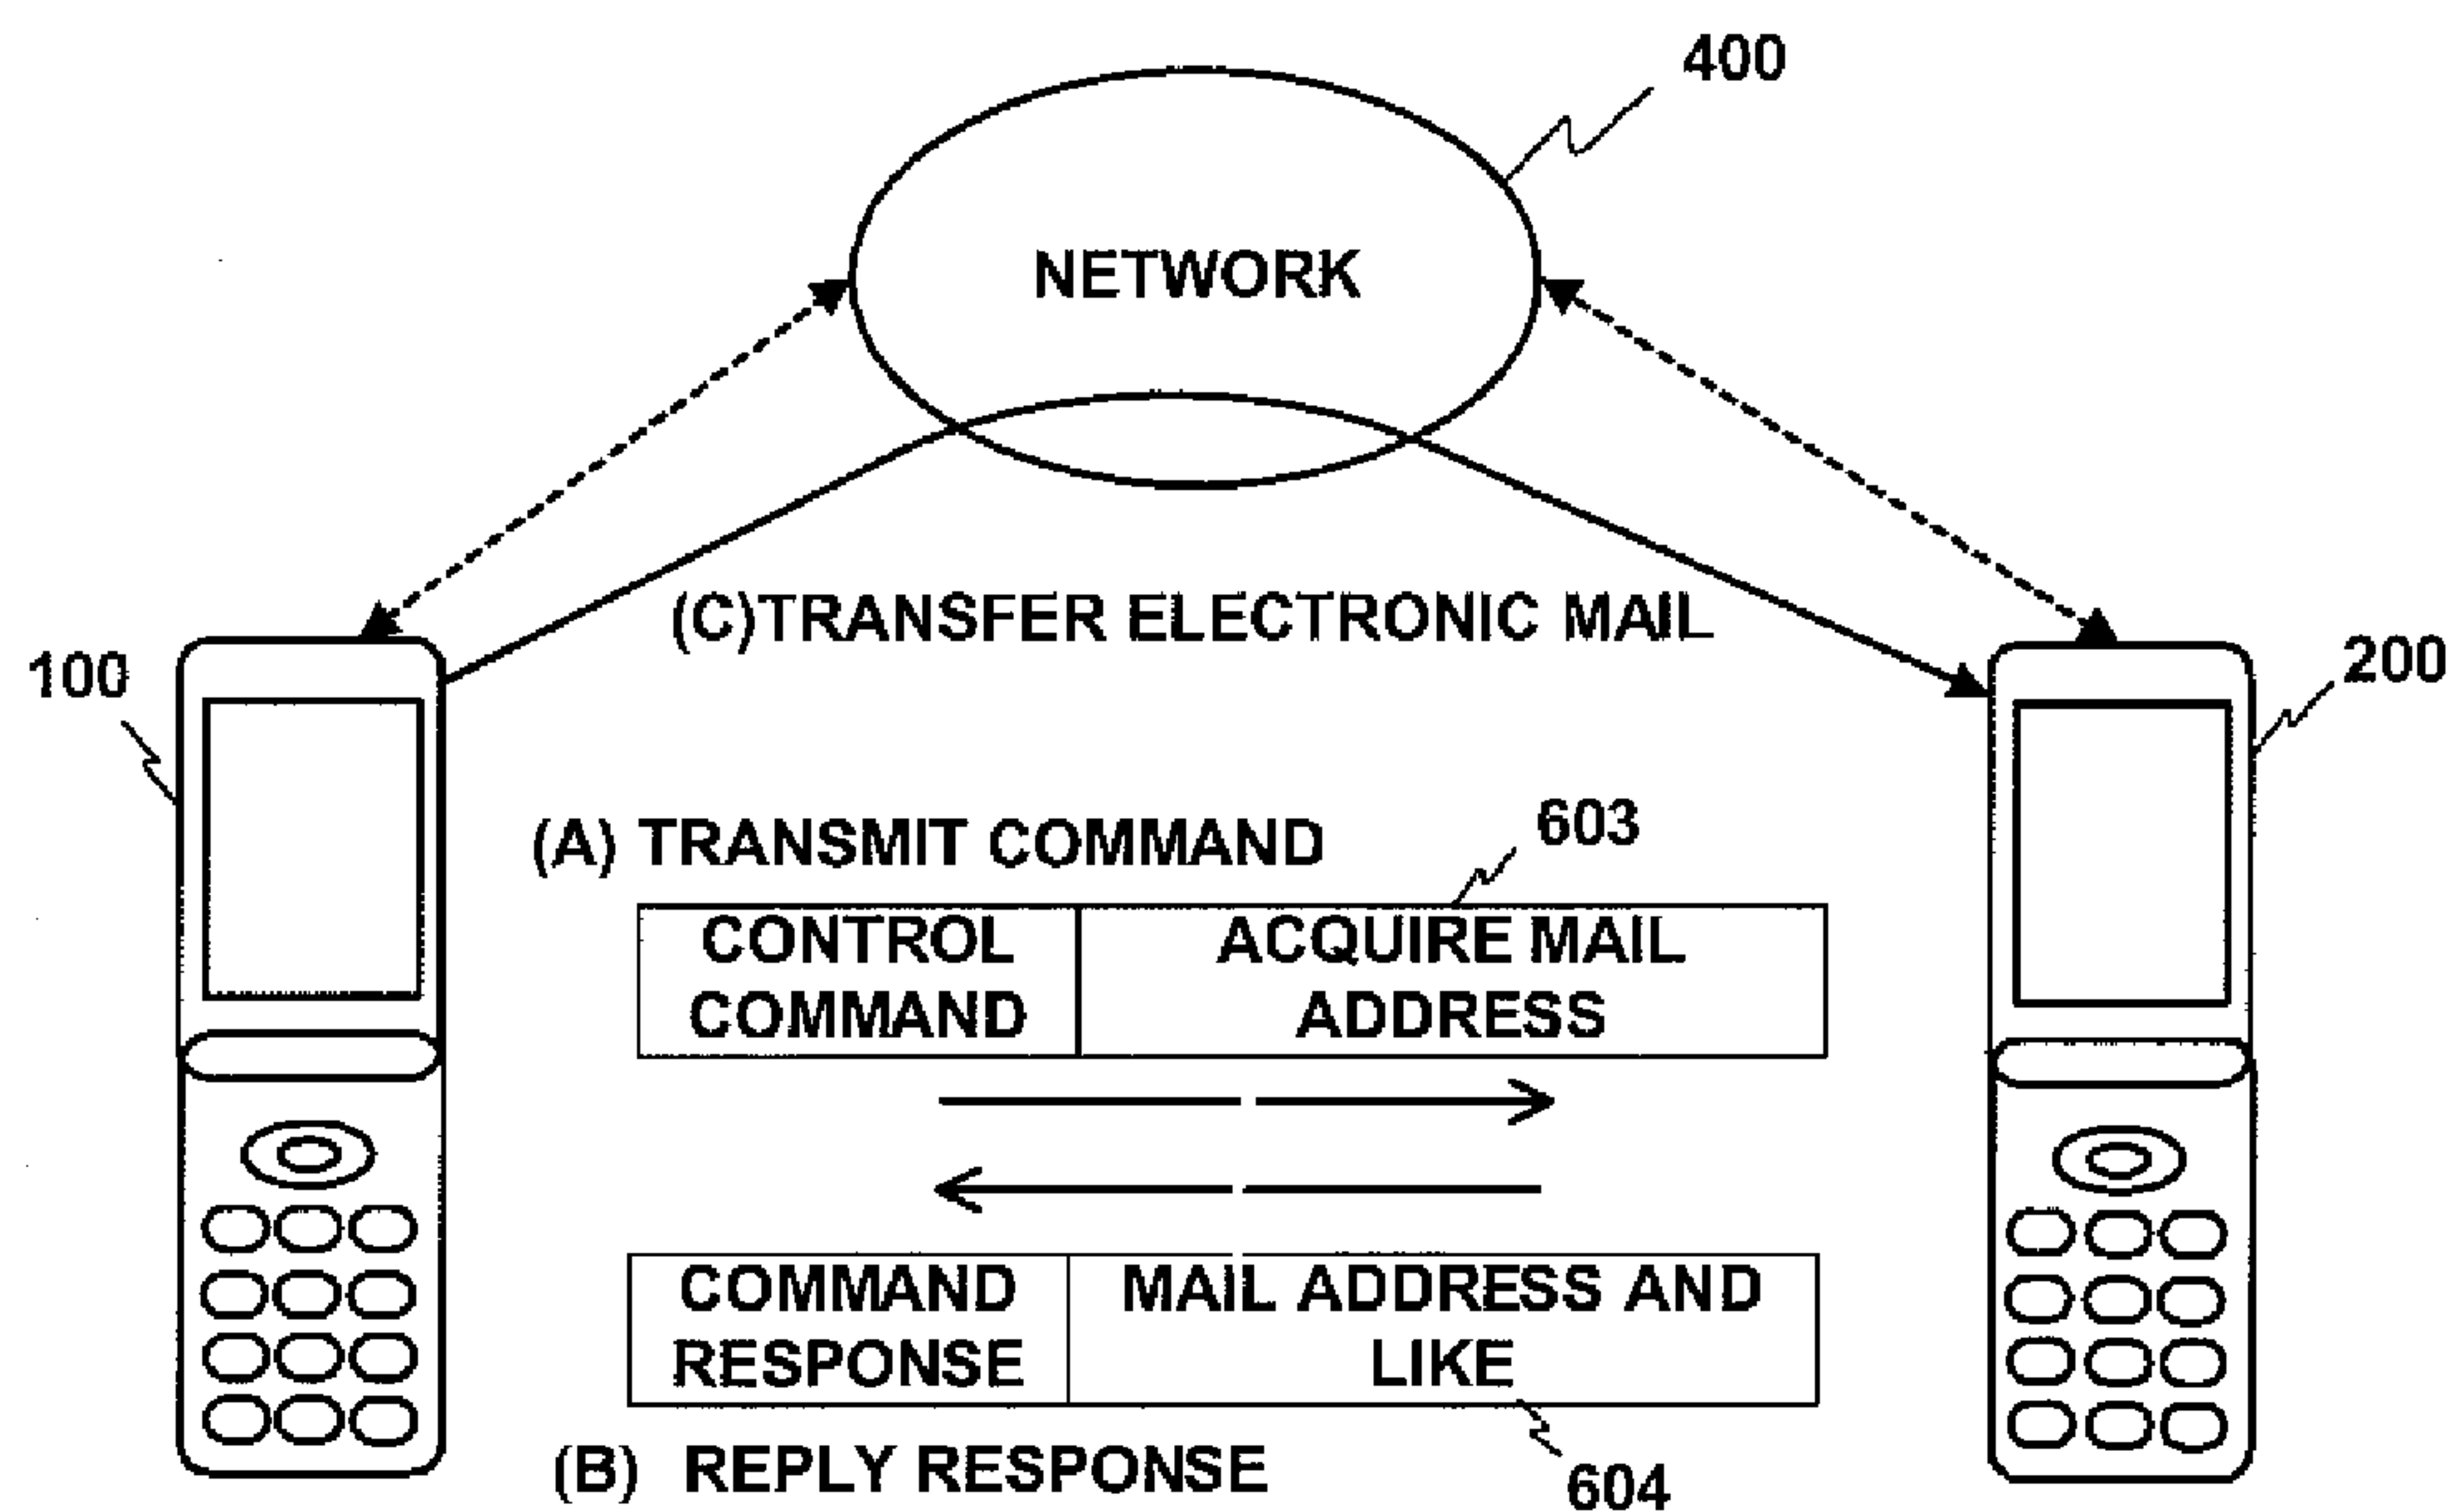 400
NETWORK
(C)TRANSFER ELECTRONIC MAIL
100
200
(A) TRANSMIT COMMAND
603
CONTROL
COMMAND
ACQUIRE MAIL
ADDRESS
COMMAND
RESPONSE
MAIL ADDRESS AND
LIKE
(B) REPLY RESPONSE
604